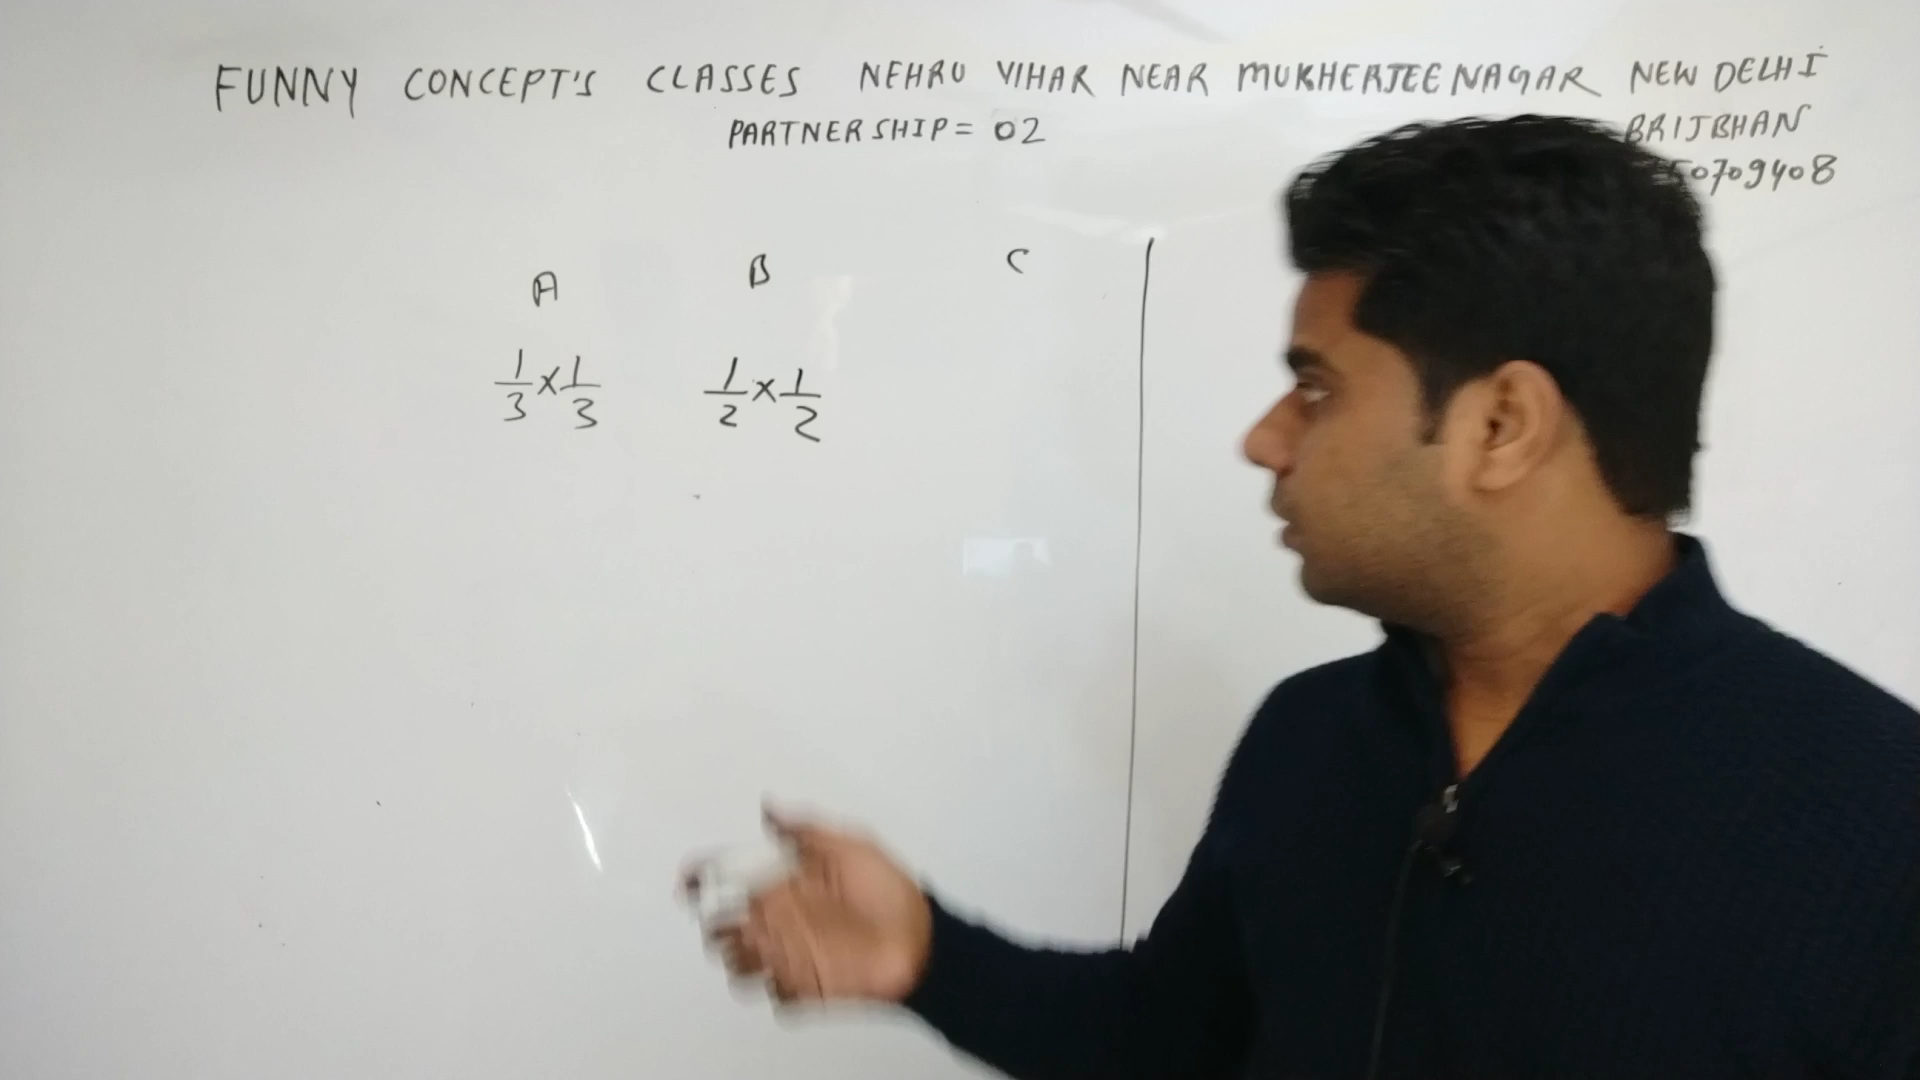 FUNNY CONCEPT'S CLASSES NEHRU VIHAR NEAR MUKHERJEE NAGAR NEW DELHI
PARTNERSHIP = 02
BRIJBHAN
50709408
A B C
1/3 × 1/3 1/2 × 1/2